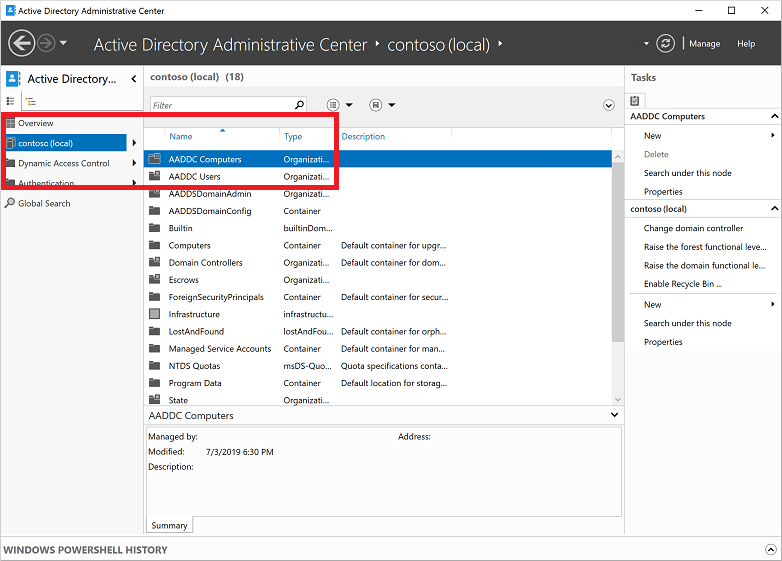 Active Directory Administrative Center
Active Directory Administrative Center • contoso (local) •
Manage
Help
Active Directory...
Overview
contoso (local)
Dynamic Access Control
Authentication
Global Search
contoso (local) (18)
Filter
Name Type Description
AADDC Computers Organizati...
AADDC Users Organizati...
AADDSDomainAdmin Organizati...
AADDSDomainConfig Container
Builtin builtinDom...
Computers Container Default container for upgr...
Domain Controllers Organizati... Default container for dom...
Escrows Organizati...
ForeignSecurityPrincipals Container Default container for secur...
Infrastructure infrastructu...
LostAndFound lostAndFou... Default container for orph...
Managed Service Accounts Container Default container for man...
NTDS Quotas msDS-Quo... Quota specifications conta...
Program Data Container Default location for storag...
State Organizati...
AADDC Computers
Managed by: Address:
Modified: 7/3/2019 6:30 PM
Description:
Summary
Tasks
AADDC Computers
New
Delete
Search under this node
Properties
contoso (local)
Change domain controller
Raise the forest functional leve...
Raise the domain functional le...
Enable Recycle Bin ...
New
Search under this node
Properties
WINDOWS POWERSHELL HISTORY